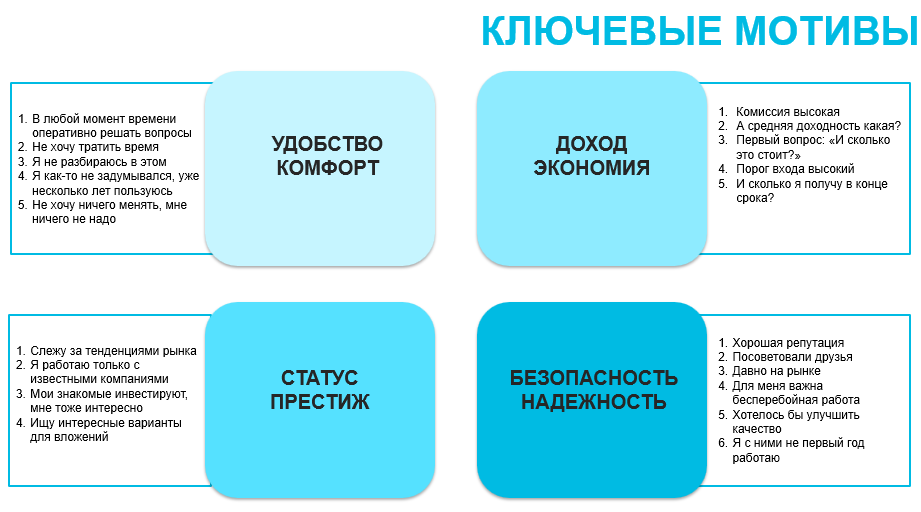 КЛЮЧЕВЫЕ МОТИВЫ
1. В любой момент времени
оперативно решать вопросы
2. Не хочу тратить время
3. Я не разбираюсь в этом
4. Я как-то не задумывался, уже
несколько лет пользуюсь
5. Не хочу ничего менять, мне
ничего не надо
УДОБСТВО
КОМФОРТ
ДОХОД
ЭКОНОМИЯ
1. Комиссия высокая
2. А средняя доходность какая?
3. Первый вопрос: «И сколько
это стоит?»
4. Порог входа высокий
5. И сколько я получу в конце
срока?
1. Слежу за тенденциями рынка
2. Я работаю только с
известными компаниями
3. Мои знакомые инвестируют,
мне тоже интересно
4. Ищу интересные варианты
для вложений
СТАТУС
ПРЕСТИЖ
БЕЗОПАСНОСТЬ
НАДЕЖНОСТЬ
1. Хорошая репутация
2. Посоветовали друзья
3. Давно на рынке
4. Для меня важна
бесперебойная работа
5. Хотелось бы улучшить
качество
6. Я с ними не первый год
работаю